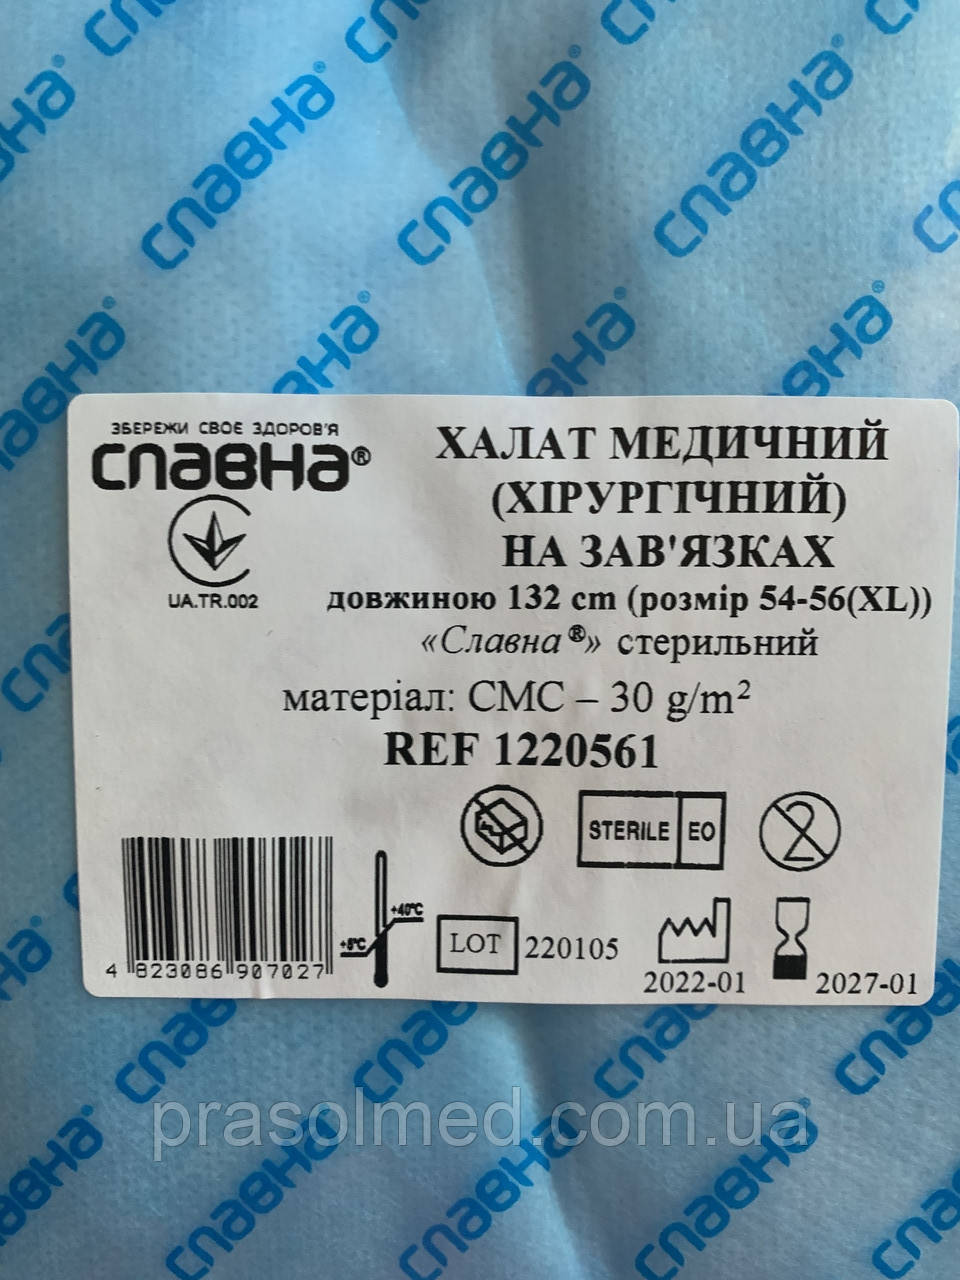 ЗБЕРЕЖИ СВОЄ ЗДОРОВ'Я
СЛАВНА®
UA.TR.002
ХАЛАТ МЕДИЧНИЙ
(ХІРУРГІЧНИЙ)
НА ЗАВ'ЯЗКАХ
довжиною 132 cm (розмір 54-56(XL))
«Славна®» стерильний
матеріал: СМС – 30 g/m²
REF 1220561
STERILE EO
2
+40°C
+5°C
4 823086 907027
LOT 220105
2022-01
2027-01
СЛАВНА®
prasolmed.com.ua